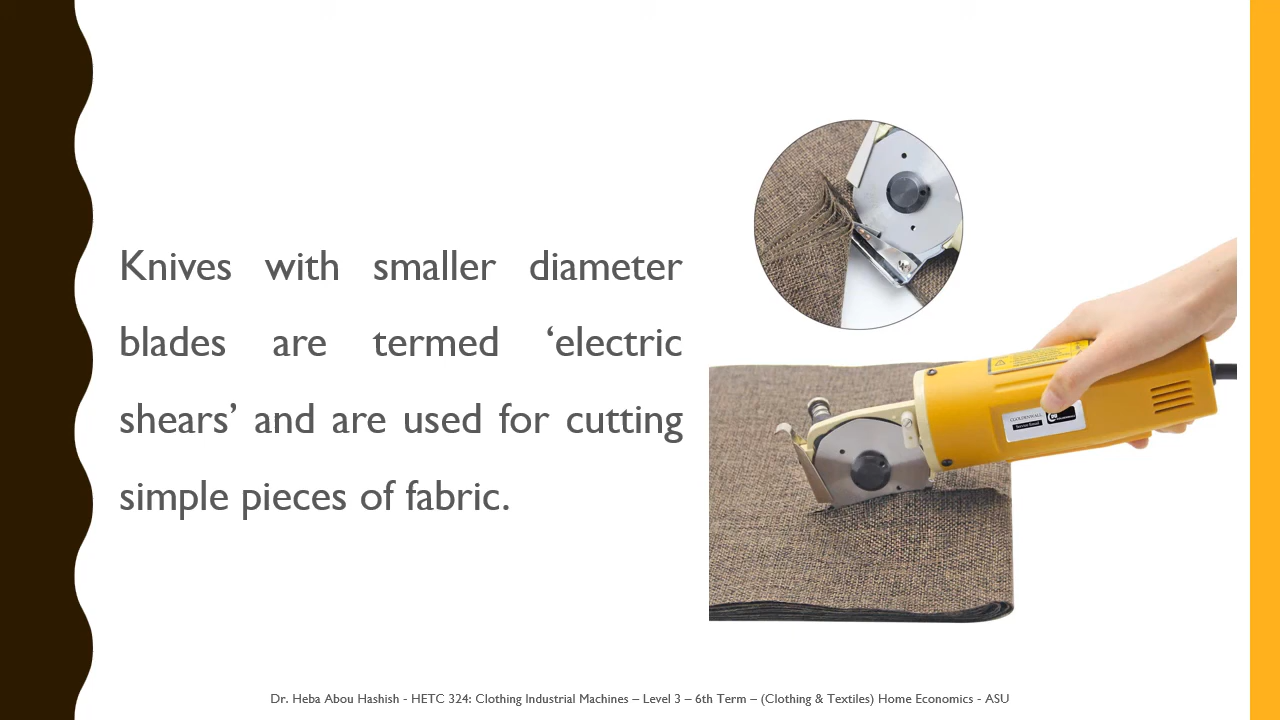 Knives with smaller diameter
blades are termed ‘electric
shears’ and are used for cutting
simple pieces of fabric.
Dr. Heba Abou Hashish - HETC 324: Clothing Industrial Machines – Level 3 – 6th Term – (Clothing & Textiles) Home Economics - ASU